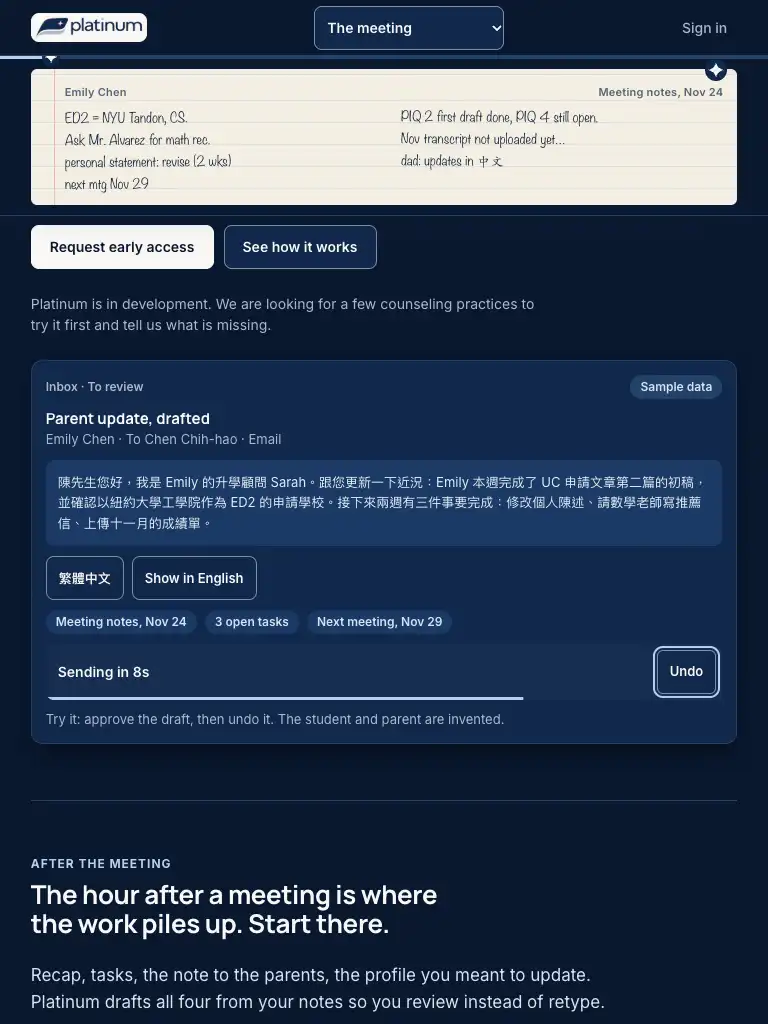 platinum
The meeting
Sign in
Emily Chen
Meeting notes, Nov 24
ED2 = NYU Tandon, CS.
Ask Mr. Alvarez for math rec.
personal statement: revise (2 wks)
next mtg Nov 29
PIQ 2 first draft done, PIQ 4 still open.
Nov transcript not uploaded yet...
dad: updates in 中文
Request early access
See how it works
Platinum is in development. We are looking for a few counseling practices to
try it first and tell us what is missing.
Inbox · To review
Sample data
Parent update, drafted
Emily Chen · To Chen Chih-hao · Email
陳先生您好，我是 Emily 的升學顧問 Sarah。跟您更新一下近況：Emily 本週完成了 UC 申請文章第二篇的初稿，
並確認以紐約大學工學院作為 ED2 的申請學校。接下來兩週有三件事要完成：修改個人陳述、請數學老師寫推薦
信、上傳十一月的成績單。
繁體中文
Show in English
Meeting notes, Nov 24
3 open tasks
Next meeting, Nov 29
Sending in 8s
Undo
Try it: approve the draft, then undo it. The student and parent are invented.
AFTER THE MEETING
The hour after a meeting is where
the work piles up. Start there.
Recap, tasks, the note to the parents, the profile you meant to update.
Platinum drafts all four from your notes so you review instead of retype.